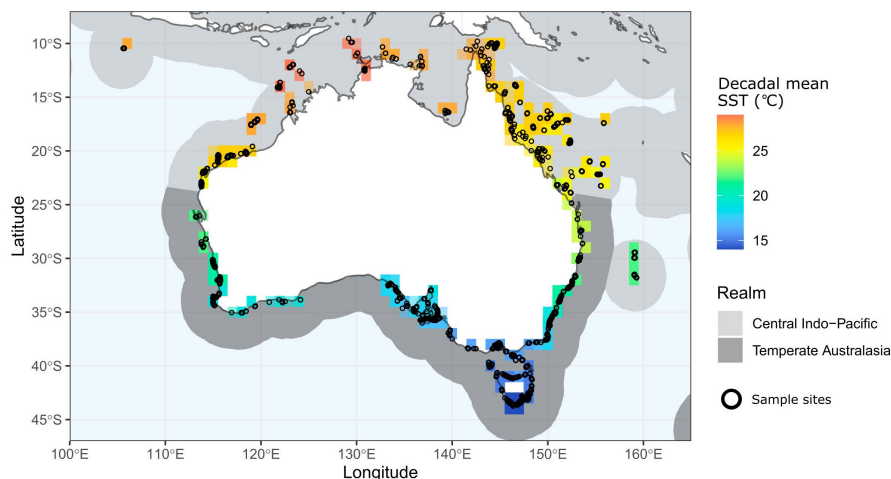 10°S
15°S
20°S
25°S
30°S
35°S
40°S
45°S
Latitude
100°E 110°E 120°E 130°E 140°E 150°E 160°E
Longitude
Decadal mean
SST (℃)
25
20
15
Realm
Central Indo−Pacific
Temperate Australasia
Sample sites